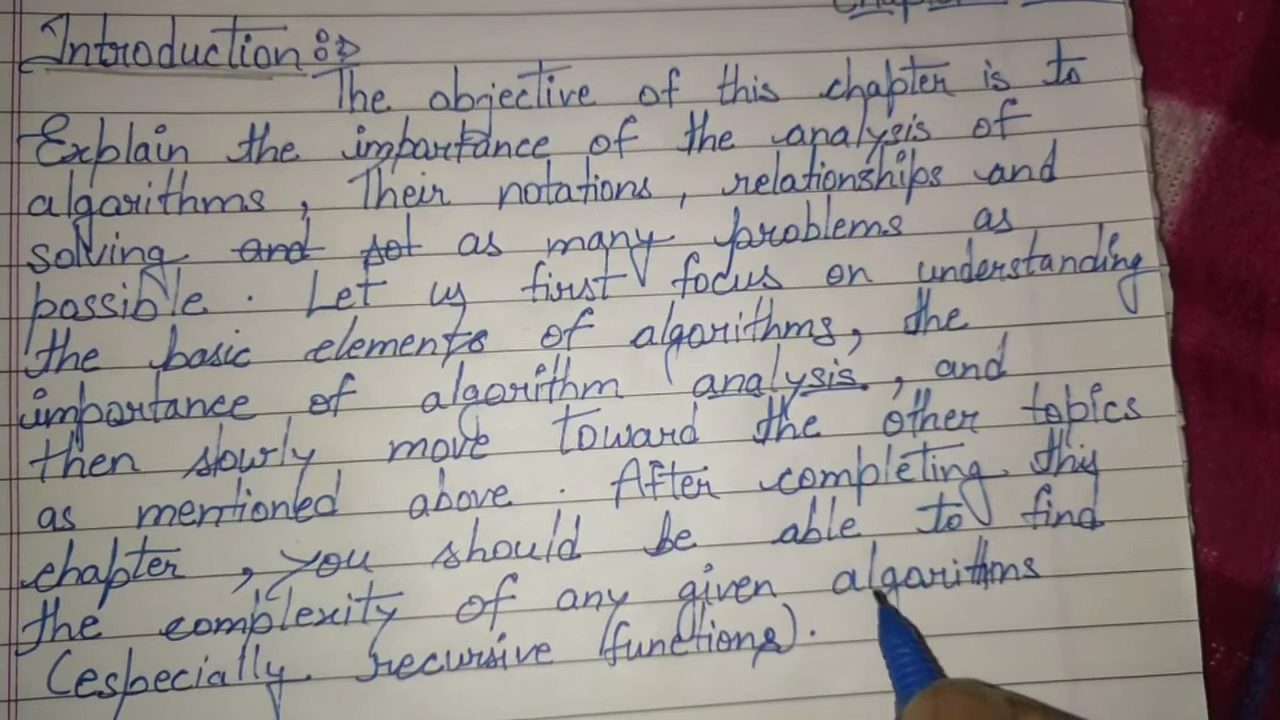 Chapter
Introduction :⇒
The objective of this chapter is to
Explain the importance of the analysis of
algorithms, Their notations, relationships and
solving and sol as many problems as
possible. Let us first focus on understanding
the basic elements of algorithms, the
importance of algorithm analysis, and
then slowly move toward the other topics
as mentioned above. After completing this
chapter, you should be able to find
the complexity of any given algorithms
(especially recursive functions).